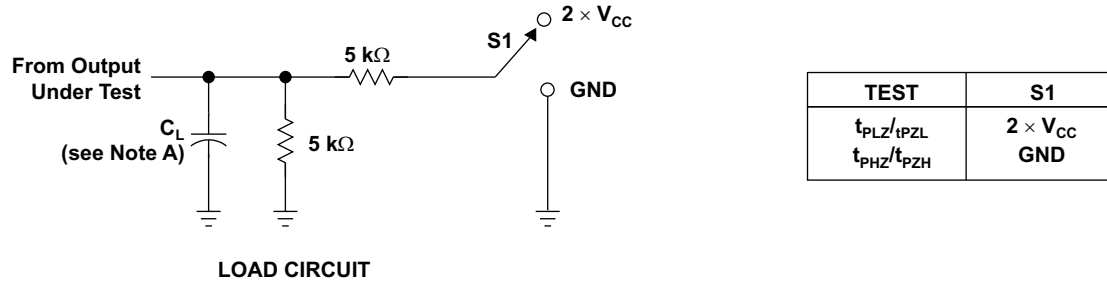 2 × VCC
S1
5 kΩ
From Output
Under Test
GND
CL
(see Note A)
5 kΩ
LOAD CIRCUIT
TEST S1
tPLZ/tPZL 2 × VCC
tPHZ/tPZH GND